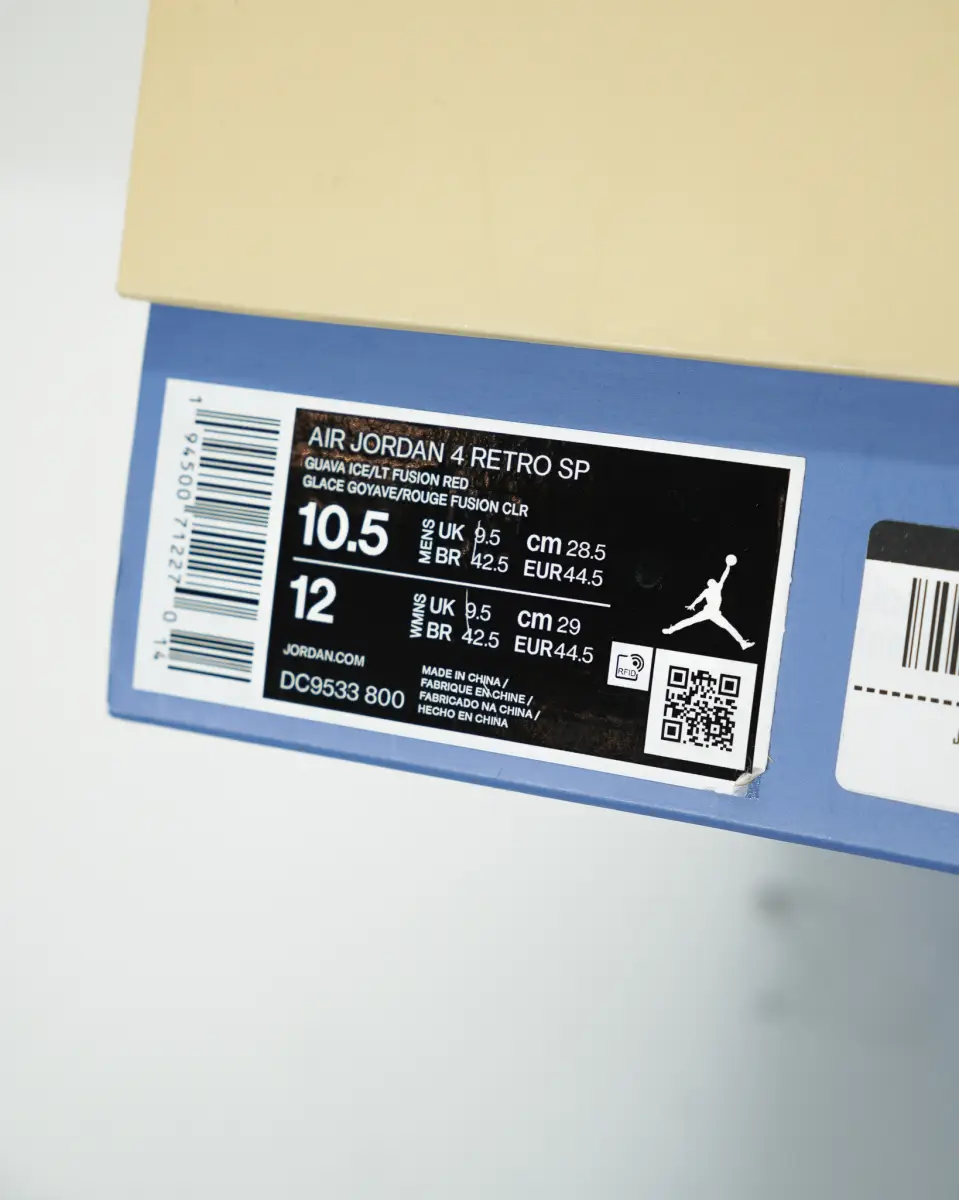 1 94500 71227 0 14
AIR JORDAN 4 RETRO SP
GUAVA ICE/LT FUSION RED
GLACE GOYAVE/ROUGE FUSION CLR
10.5 MENS UK 9.5 cm 28.5
BR 42.5 EUR 44.5
12 WMNS UK 9.5 cm 29
BR 42.5 EUR 44.5
JORDAN.COM
DC9533 800
MADE IN CHINA /
FABRIQUE EN CHINE /
FABRICADO NA CHINA /
HECHO EN CHINA
RFID